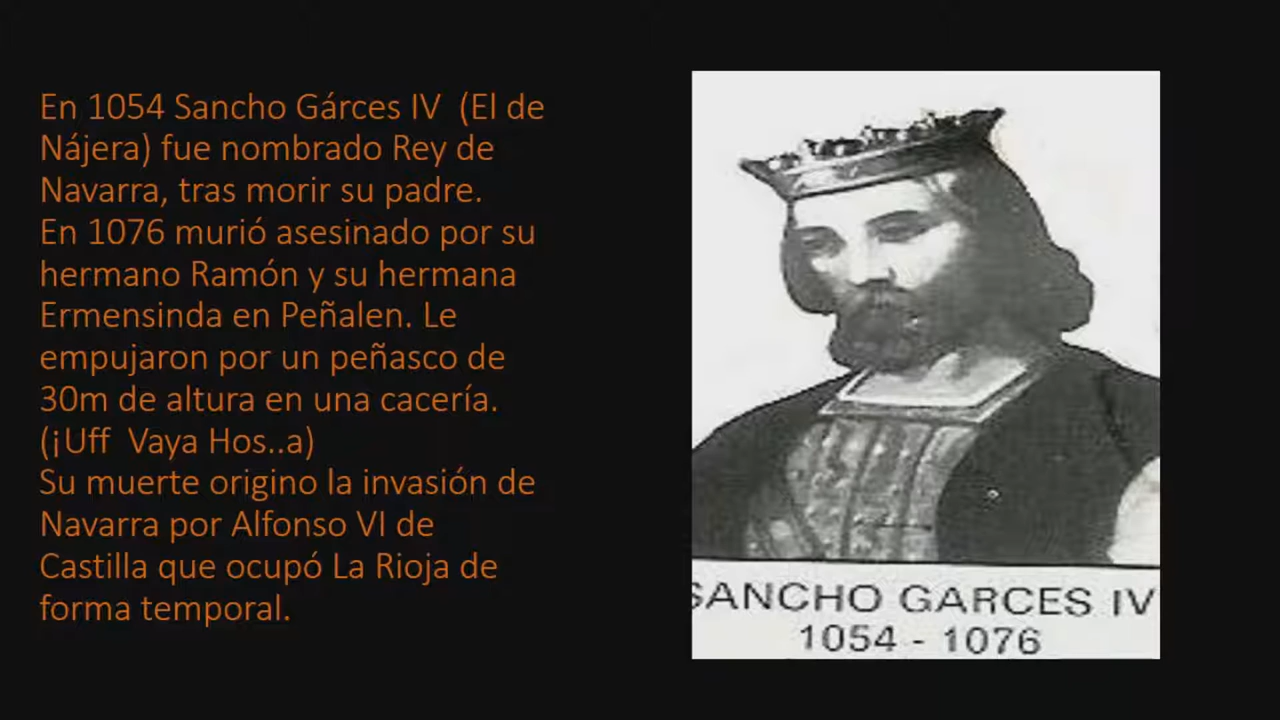 En 1054 Sancho Gárces IV (El de
Nájera) fue nombrado Rey de
Navarra, tras morir su padre.
En 1076 murió asesinado por su
hermano Ramón y su hermana
Ermensinda en Peñalen. Le
empujaron por un peñasco de
30m de altura en una cacería.
(¡Uff Vaya Hos..a)
Su muerte origino la invasión de
Navarra por Alfonso VI de
Castilla que ocupó La Rioja de
forma temporal.
SANCHO GARCES IV
1054 - 1076